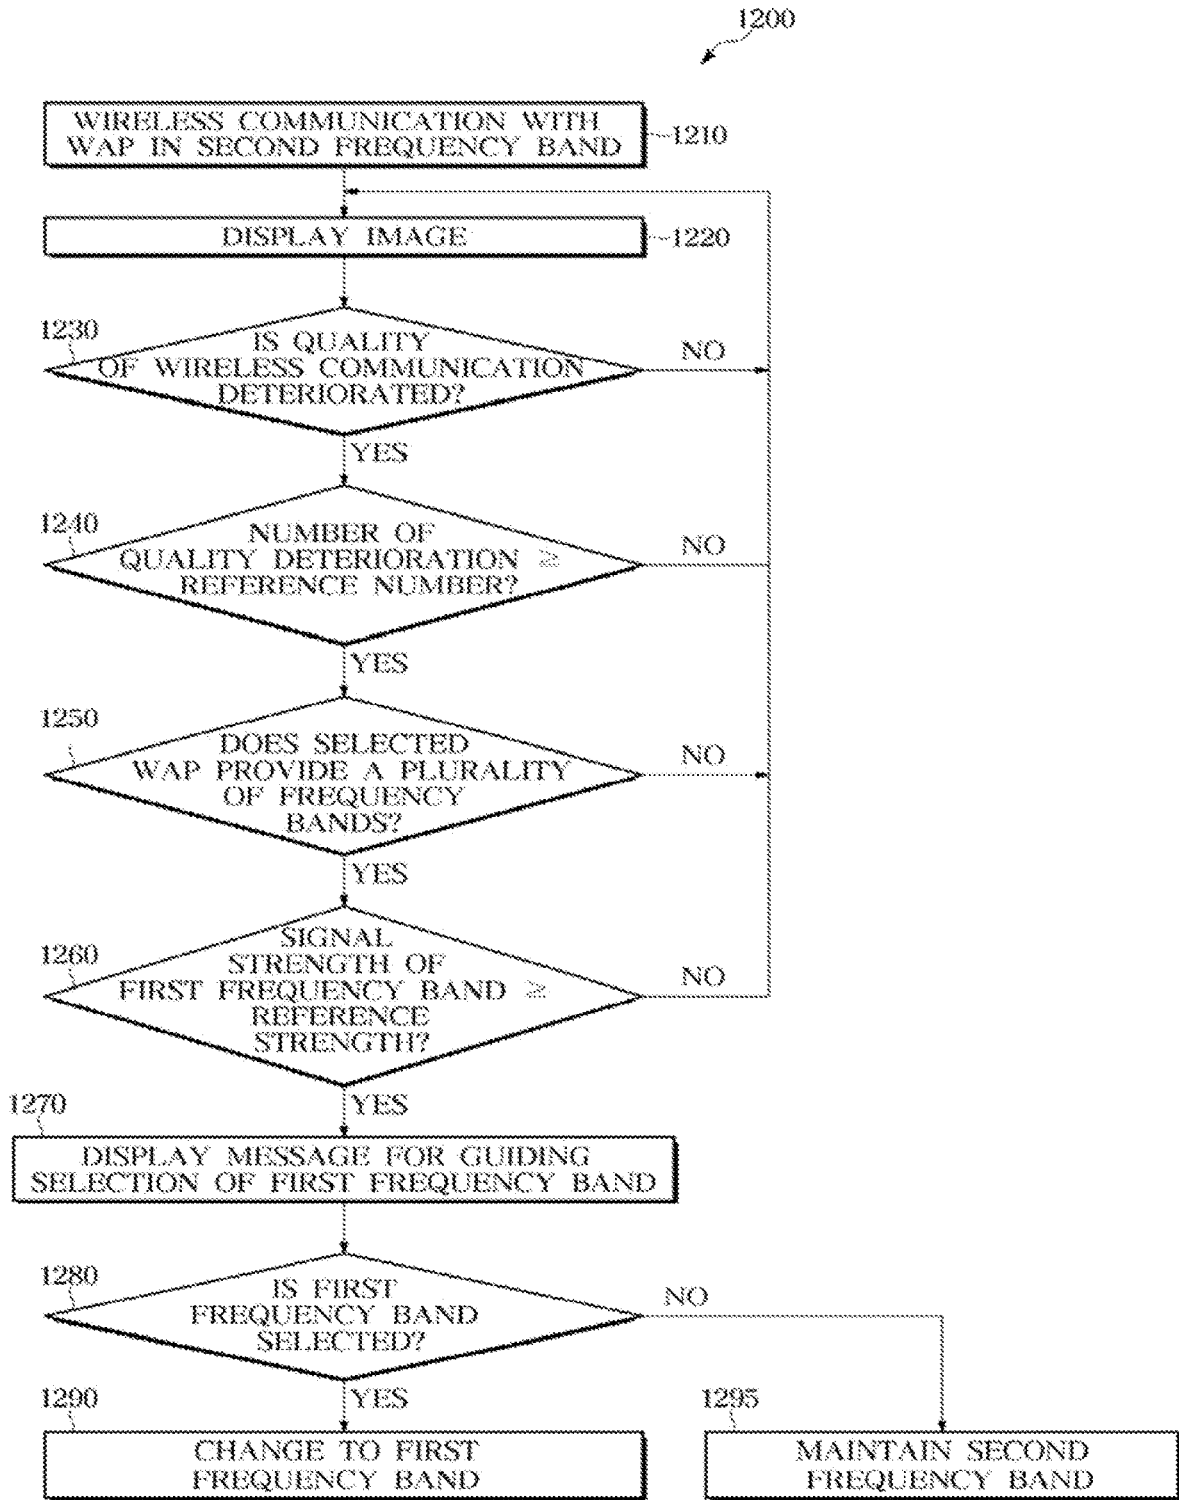 1200
WIRELESS COMMUNICATION WITH
WAP IN SECOND FREQUENCY BAND
1210
DISPLAY IMAGE
1220
1230
IS QUALITY
OF WIRELESS COMMUNICATION
DETERIORATED?
NO
YES
1240
NUMBER OF
QUALITY DETERIORATION ≧
REFERENCE NUMBER?
NO
YES
1250
DOES SELECTED
WAP PROVIDE A PLURALITY
OF FREQUENCY
BANDS?
NO
YES
1260
SIGNAL
STRENGTH OF
FIRST FREQUENCY BAND ≧
REFERENCE
STRENGTH?
NO
YES
1270
DISPLAY MESSAGE FOR GUIDING
SELECTION OF FIRST FREQUENCY BAND
1280
IS FIRST
FREQUENCY BAND
SELECTED?
NO
YES
1290
CHANGE TO FIRST
FREQUENCY BAND
1295
MAINTAIN SECOND
FREQUENCY BAND